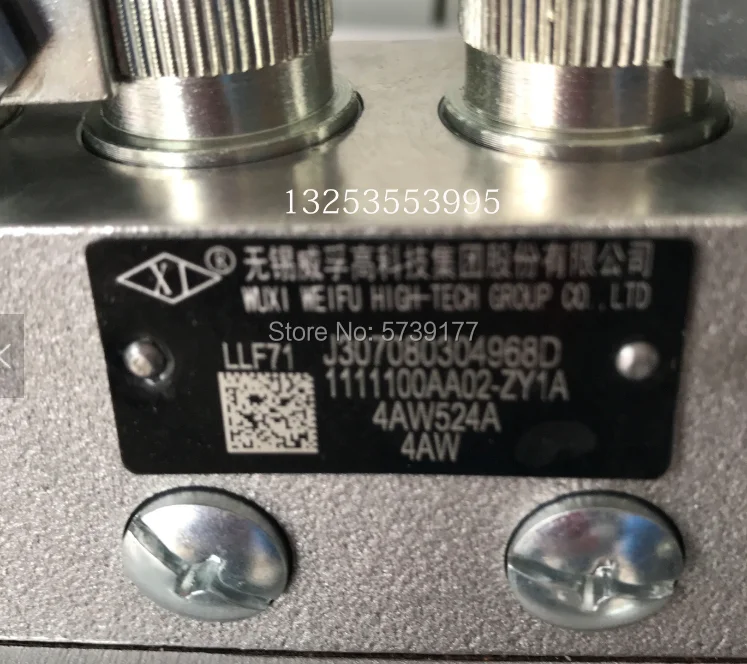 13253553995
XI ® 无锡威孚高科技集团股份有限公司
WUXI WEIFU HIGH-TECH GROUP CO.,LTD
Store No: 5739177
LLF71 J307080304968D
1111100AA02-ZY1A
4AW524A
4AW